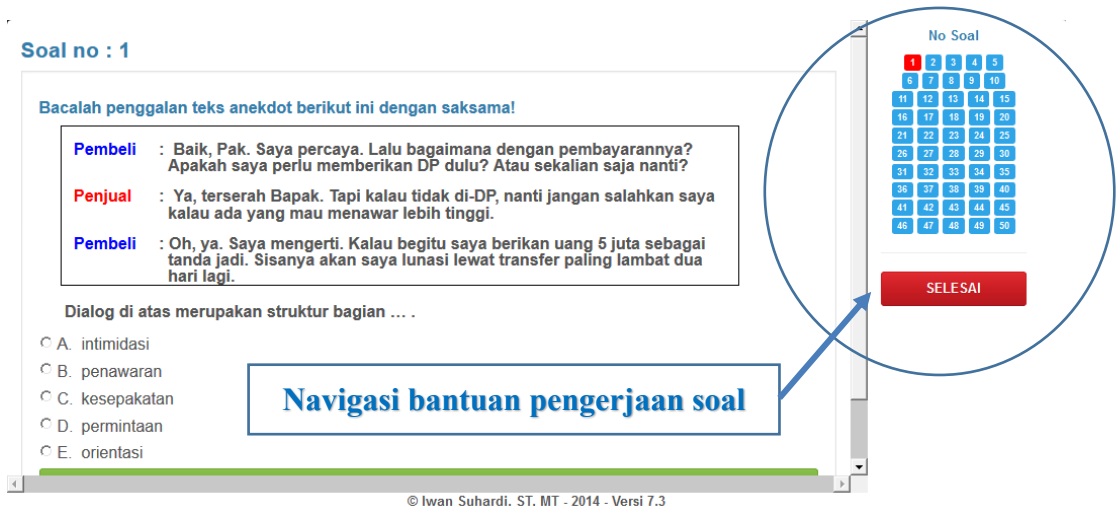 Soal no : 1
Bacalah penggalan teks anekdot berikut ini dengan saksama!
Pembeli : Baik, Pak. Saya percaya. Lalu bagaimana dengan pembayarannya?
Apakah saya perlu memberikan DP dulu? Atau sekalian saja nanti?
Penjual : Ya, terserah Bapak. Tapi kalau tidak di-DP, nanti jangan salahkan saya
kalau ada yang mau menawar lebih tinggi.
Pembeli : Oh, ya. Saya mengerti. Kalau begitu saya berikan uang 5 juta sebagai
tanda jadi. Sisanya akan saya lunasi lewat transfer paling lambat dua
hari lagi.
Dialog di atas merupakan struktur bagian ... .
A. intimidasi
B. penawaran
C. kesepakatan
D. permintaan
E. orientasi
Navigasi bantuan pengerjaan soal
No Soal
1 2 3 4 5
6 7 8 9 10
11 12 13 14 15
16 17 18 19 20
21 22 23 24 25
26 27 28 29 30
31 32 33 34 35
36 37 38 39 40
41 42 43 44 45
46 47 48 49 50
SELESAI
© Iwan Suhardi, ST, MT - 2014 - Versi 7.3